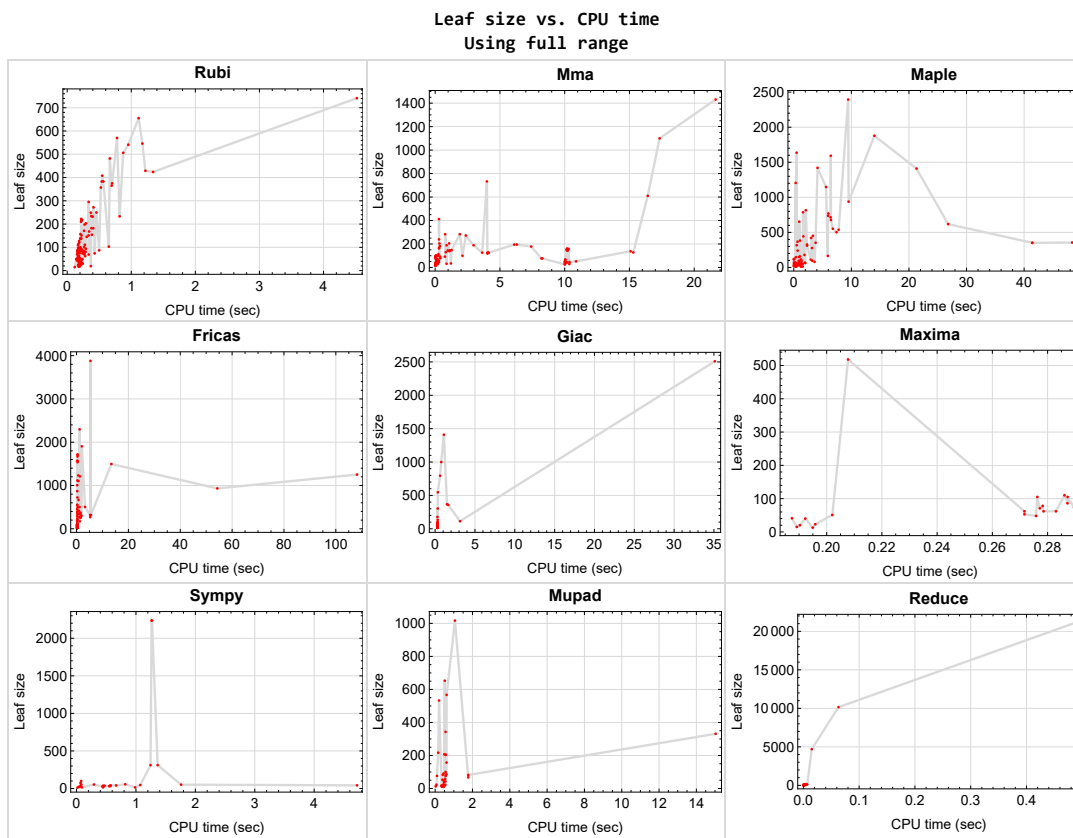 Leaf size vs. CPU time
Using full range
Rubi
Leaf size
700
600
500
400
300
200
100
0
0 1 2 3 4
CPU time (sec)
Mma
Leaf size
1400
1200
1000
800
600
400
200
0
0 5 10 15 20
CPU time (sec)
Maple
Leaf size
2500
2000
1500
1000
500
0
0 10 20 30 40
CPU time (sec)
Fricas
Leaf size
4000
3000
2000
1000
0
0 20 40 60 80 100
CPU time (sec)
Giac
Leaf size
2500
2000
1500
1000
500
0
0 5 10 15 20 25 30 35
CPU time (sec)
Maxima
Leaf size
500
400
300
200
100
0
0.20 0.22 0.24 0.26 0.28
CPU time (sec)
Sympy
Leaf size
2000
1500
1000
500
0
0 1 2 3 4
CPU time (sec)
Mupad
Leaf size
1000
800
600
400
200
0
0 2 4 6 8 10 12 14
CPU time (sec)
Reduce
Leaf size
20000
15000
10000
5000
0
0.0 0.1 0.2 0.3 0.4
CPU time (sec)